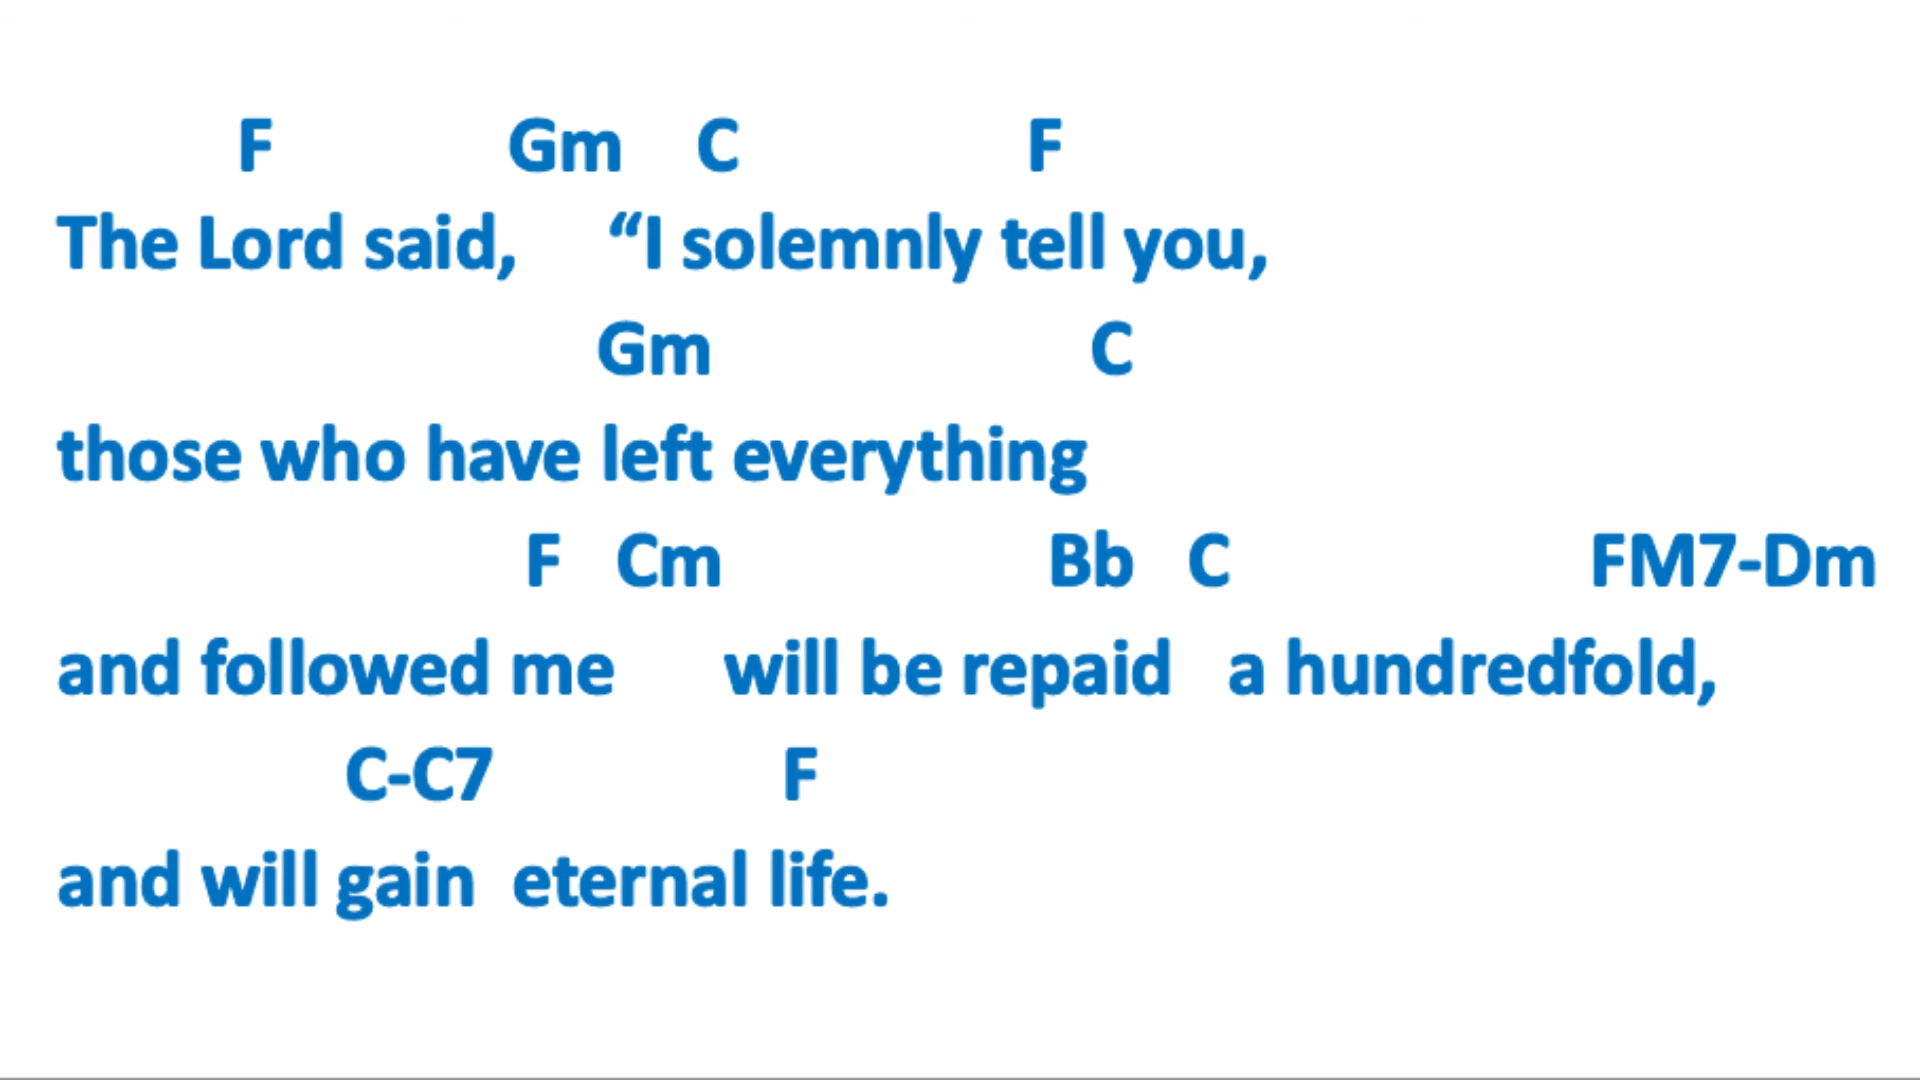 F Gm C F
The Lord said, “I solemnly tell you,
Gm C
those who have left everything
F Cm Bb C FM7-Dm
and followed me will be repaid a hundredfold,
C-C7 F
and will gain eternal life.